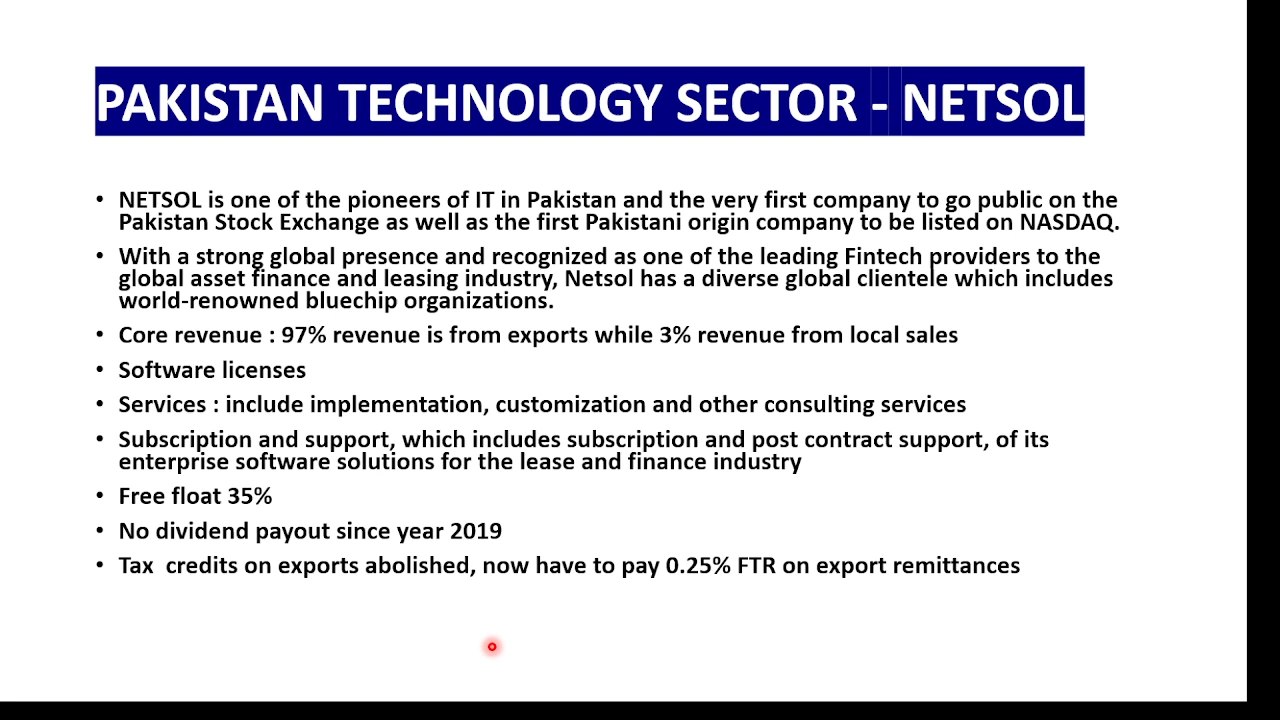 PAKISTAN TECHNOLOGY SECTOR - NETSOL
• NETSOL is one of the pioneers of IT in Pakistan and the very first company to go public on the
Pakistan Stock Exchange as well as the first Pakistani origin company to be listed on NASDAQ.
• With a strong global presence and recognized as one of the leading Fintech providers to the
global asset finance and leasing industry, Netsol has a diverse global clientele which includes
world-renowned bluechip organizations.
• Core revenue : 97% revenue is from exports while 3% revenue from local sales
• Software licenses
• Services : include implementation, customization and other consulting services
• Subscription and support, which includes subscription and post contract support, of its
enterprise software solutions for the lease and finance industry
• Free float 35%
• No dividend payout since year 2019
• Tax  credits on exports abolished, now have to pay 0.25% FTR on export remittances